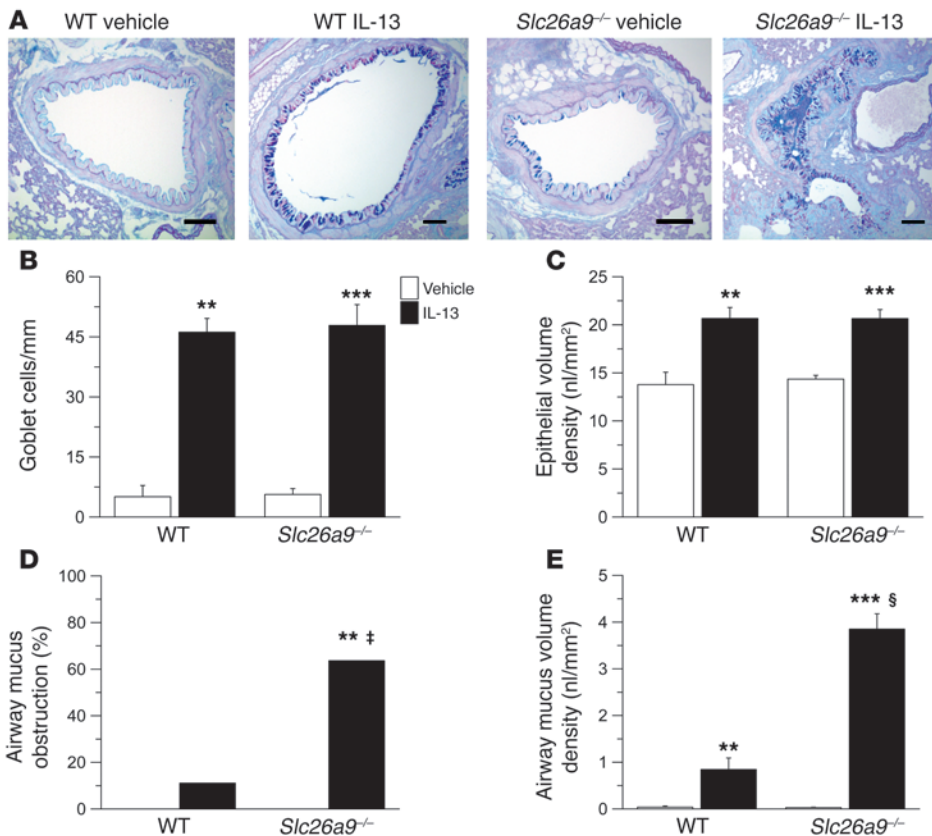 A
WT vehicle
WT IL-13
Slc26a9–/– vehicle
Slc26a9–/– IL-13
B
Goblet cells/mm
60
45
30
15
0
**
***
Vehicle
IL-13
WT
Slc26a9–/–
C
Epithelial volume
density (nl/mm²)
25
20
15
10
5
0
**
***
WT
Slc26a9–/–
D
Airway mucus
obstruction (%)
100
80
60
40
20
0
** ‡
WT
Slc26a9–/–
E
Airway mucus volume
density (nl/mm²)
5
4
3
2
1
0
**
*** §
WT
Slc26a9–/–